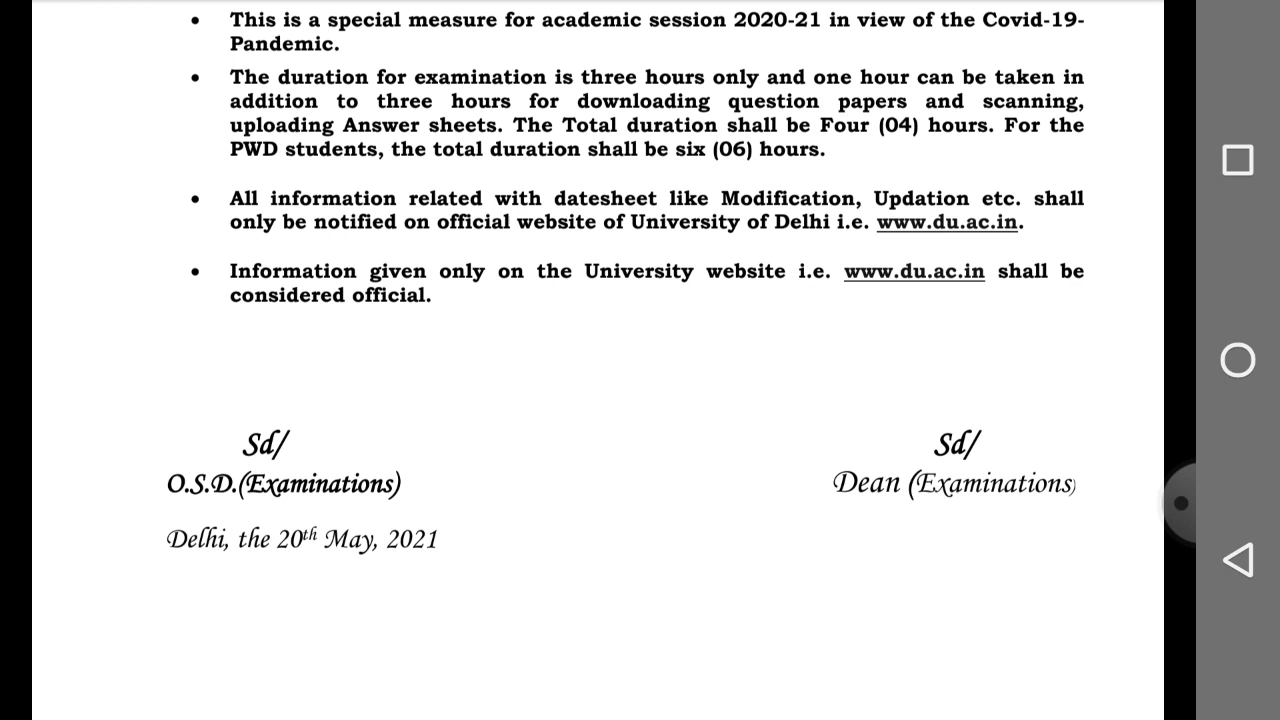 • This is a special measure for academic session 2020-21 in view of the Covid-19-
Pandemic.
• The duration for examination is three hours only and one hour can be taken in
addition to three hours for downloading question papers and scanning,
uploading Answer sheets. The Total duration shall be Four (04) hours. For the
PWD students, the total duration shall be six (06) hours.
• All information related with datesheet like Modification, Updation etc. shall
only be notified on official website of University of Delhi i.e. www.du.ac.in.
• Information given only on the University website i.e. www.du.ac.in shall be
considered official.
Sd/ Sd/
O.S.D.(Examinations) Dean (Examinations)
Delhi, the 20th May, 2021